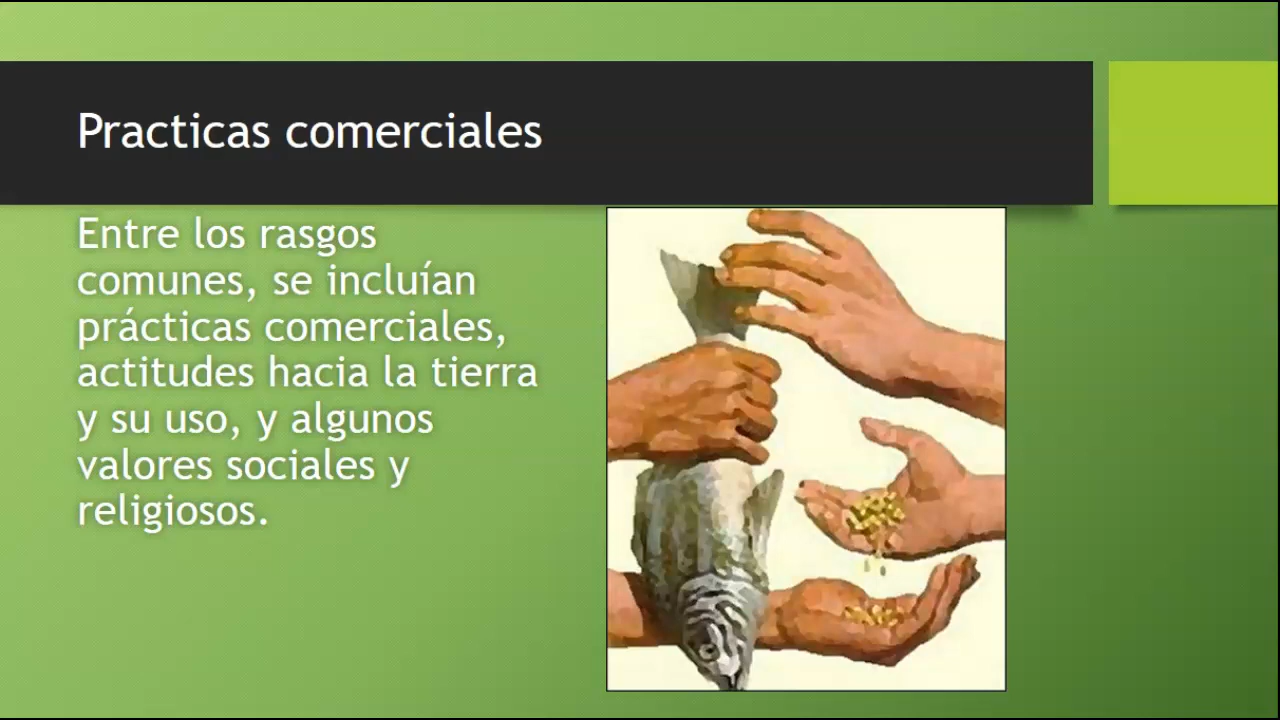 Practicas comerciales
Entre los rasgos
comunes, se incluían
prácticas comerciales,
actitudes hacia la tierra
y su uso, y algunos
valores sociales y
religiosos.